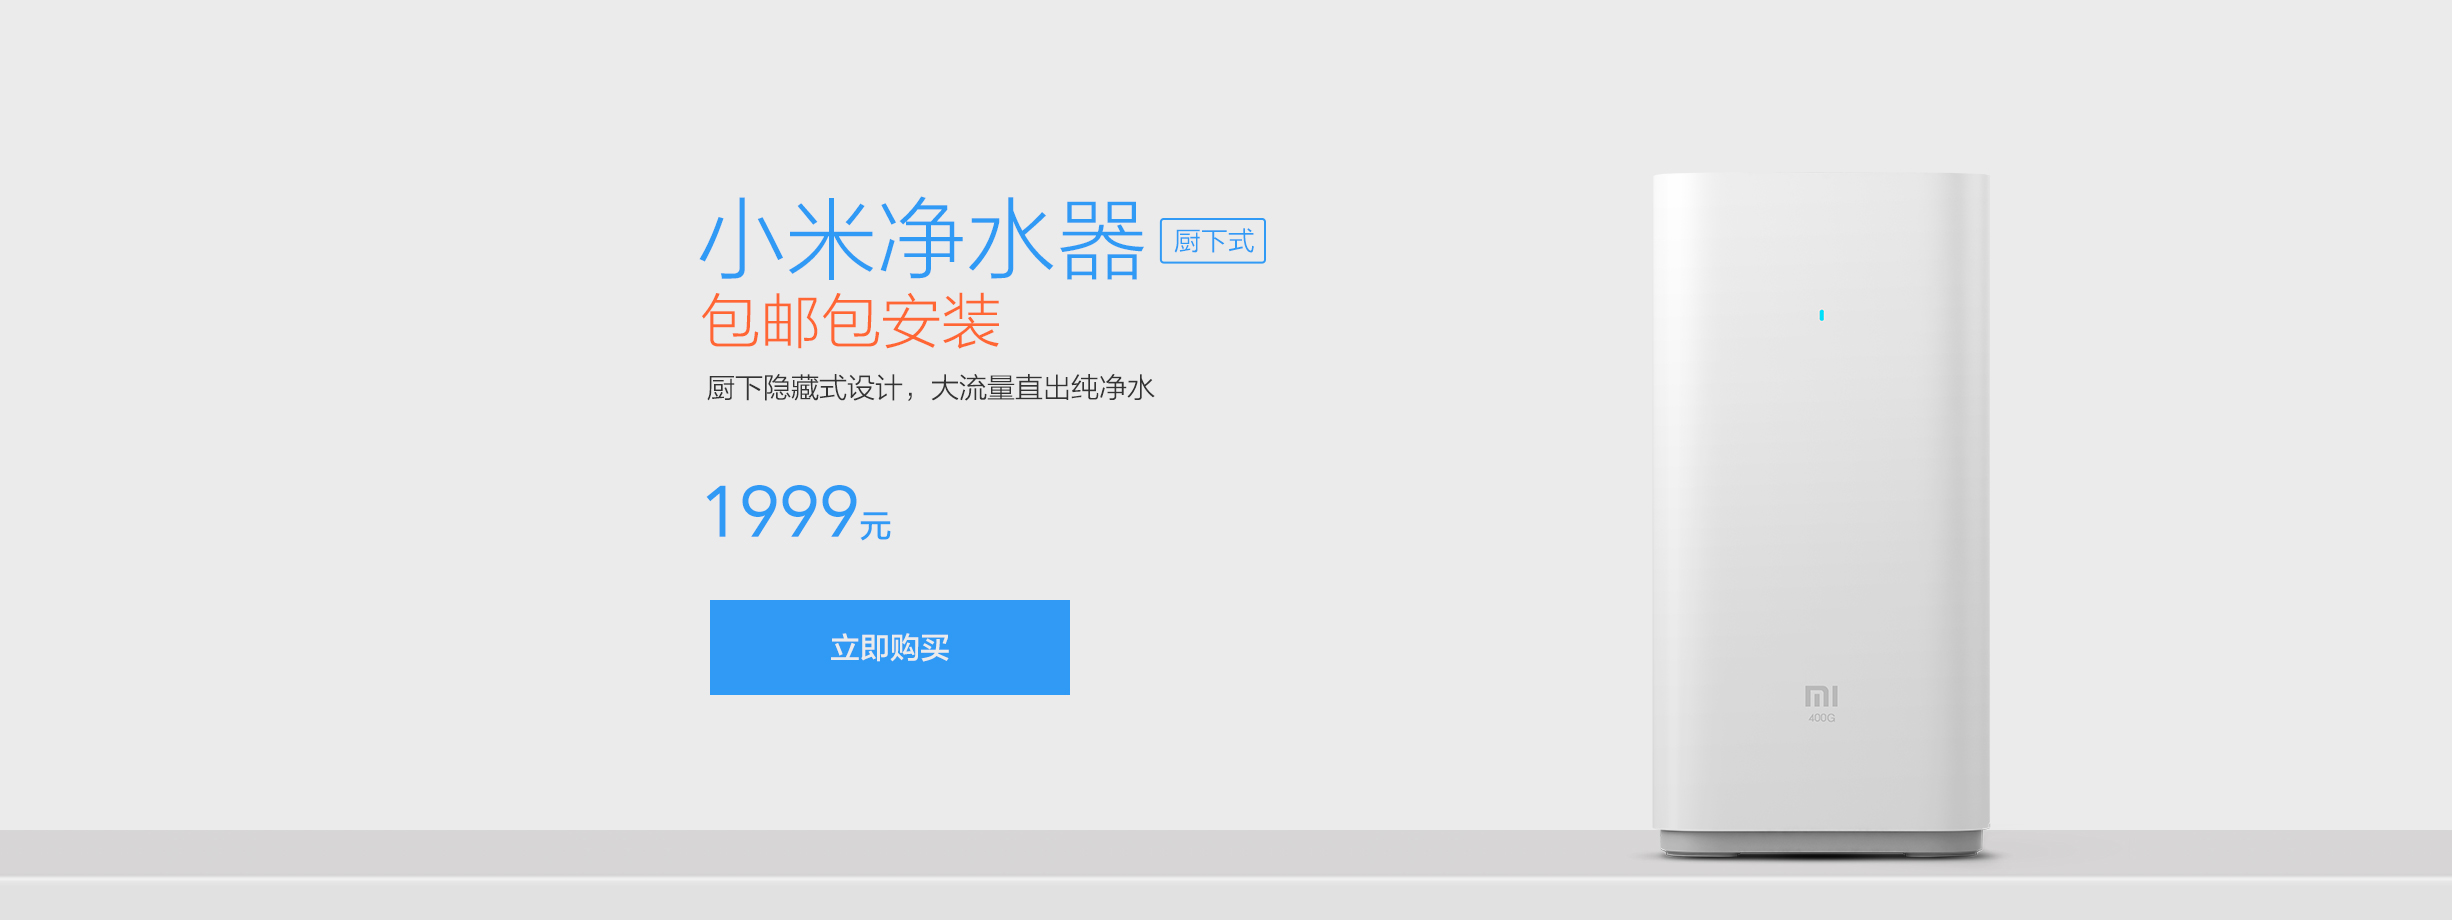 小米净水器 厨下式
包邮包安装
厨下隐藏式设计，大流量直出纯净水
1999元
立即购买
mi
400G